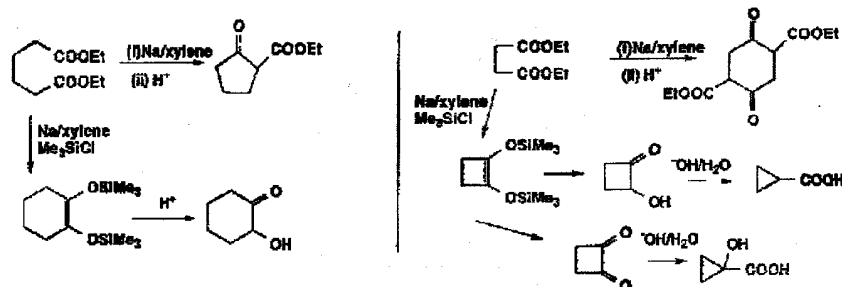 O
COOEt
(i)Na/xylene
COOEt
COOEt
(ii) H+
Na/xylene
Me3SiCl
OSiMe3
OSiMe3
H+
O
OH
O
COOEt
COOEt
COOEt
(i)Na/xylene
(ii) H+
EtOOC
O
Na/xylene
Me3SiCl
OSiMe3
OSiMe3
O
OH
-OH/H2O
COOH
O
O
-OH/H2O
OH
COOH